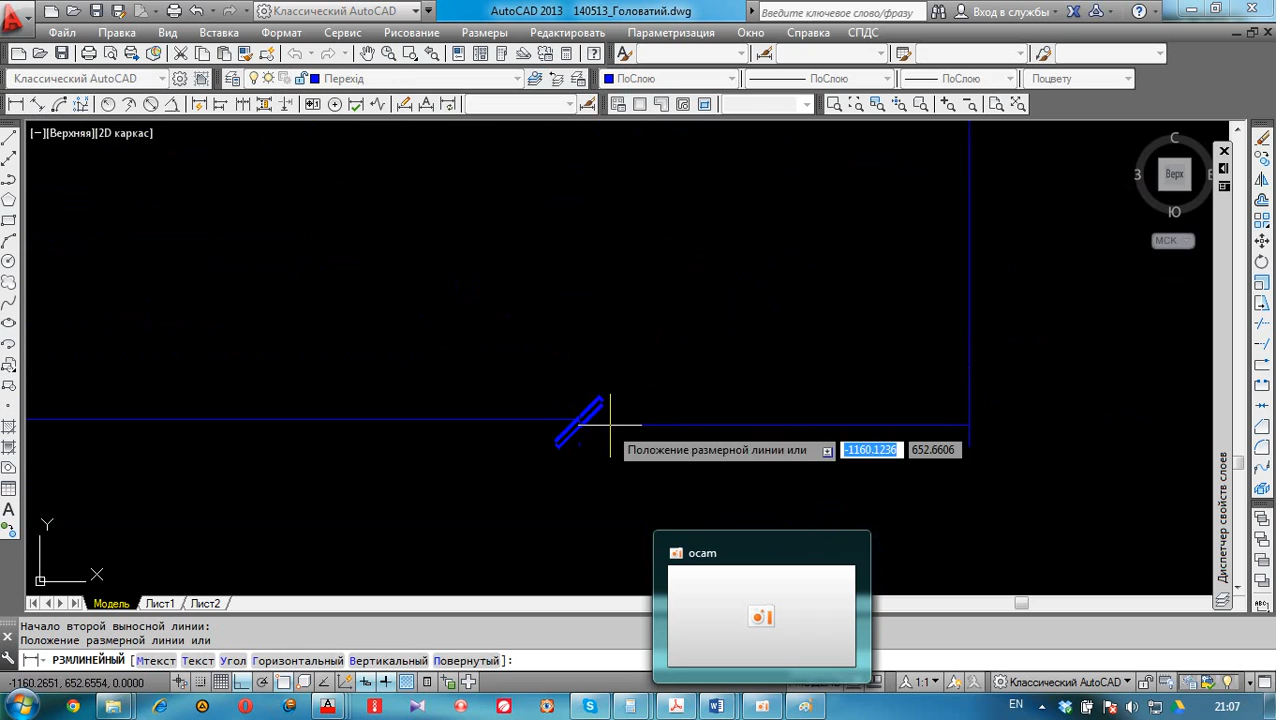 Классический AutoCAD
AutoCAD 2013 140513_Головатий.dwg
Введите ключевое слово/фразу
Вход в службы
Файл Правка Вид Вставка Формат Сервис Рисование Размеры Редактировать Параметризация Окно Справка СПДС
Классический AutoCAD
Перехід
ПоСлою
ПоСлою
ПоСлою
Поцвету
[−][Верхняя][2D каркас]
С
З
Верх
Ю
МСК
Диспетчер свойств слоев
Положение размерной линии или
-1160.1236
652.6606
Y
X
ocam
Модель Лист1 Лист2
Начало второй выносной линии:
Положение размерной линии или
РЗМЛИНЕЙНЫЙ [Мтекст Текст Угол Горизонтальный Вертикальный Повернутый]:
-1160.2651, 652.6554, 0.0000
1:1
Классический AutoCAD
EN
21:07